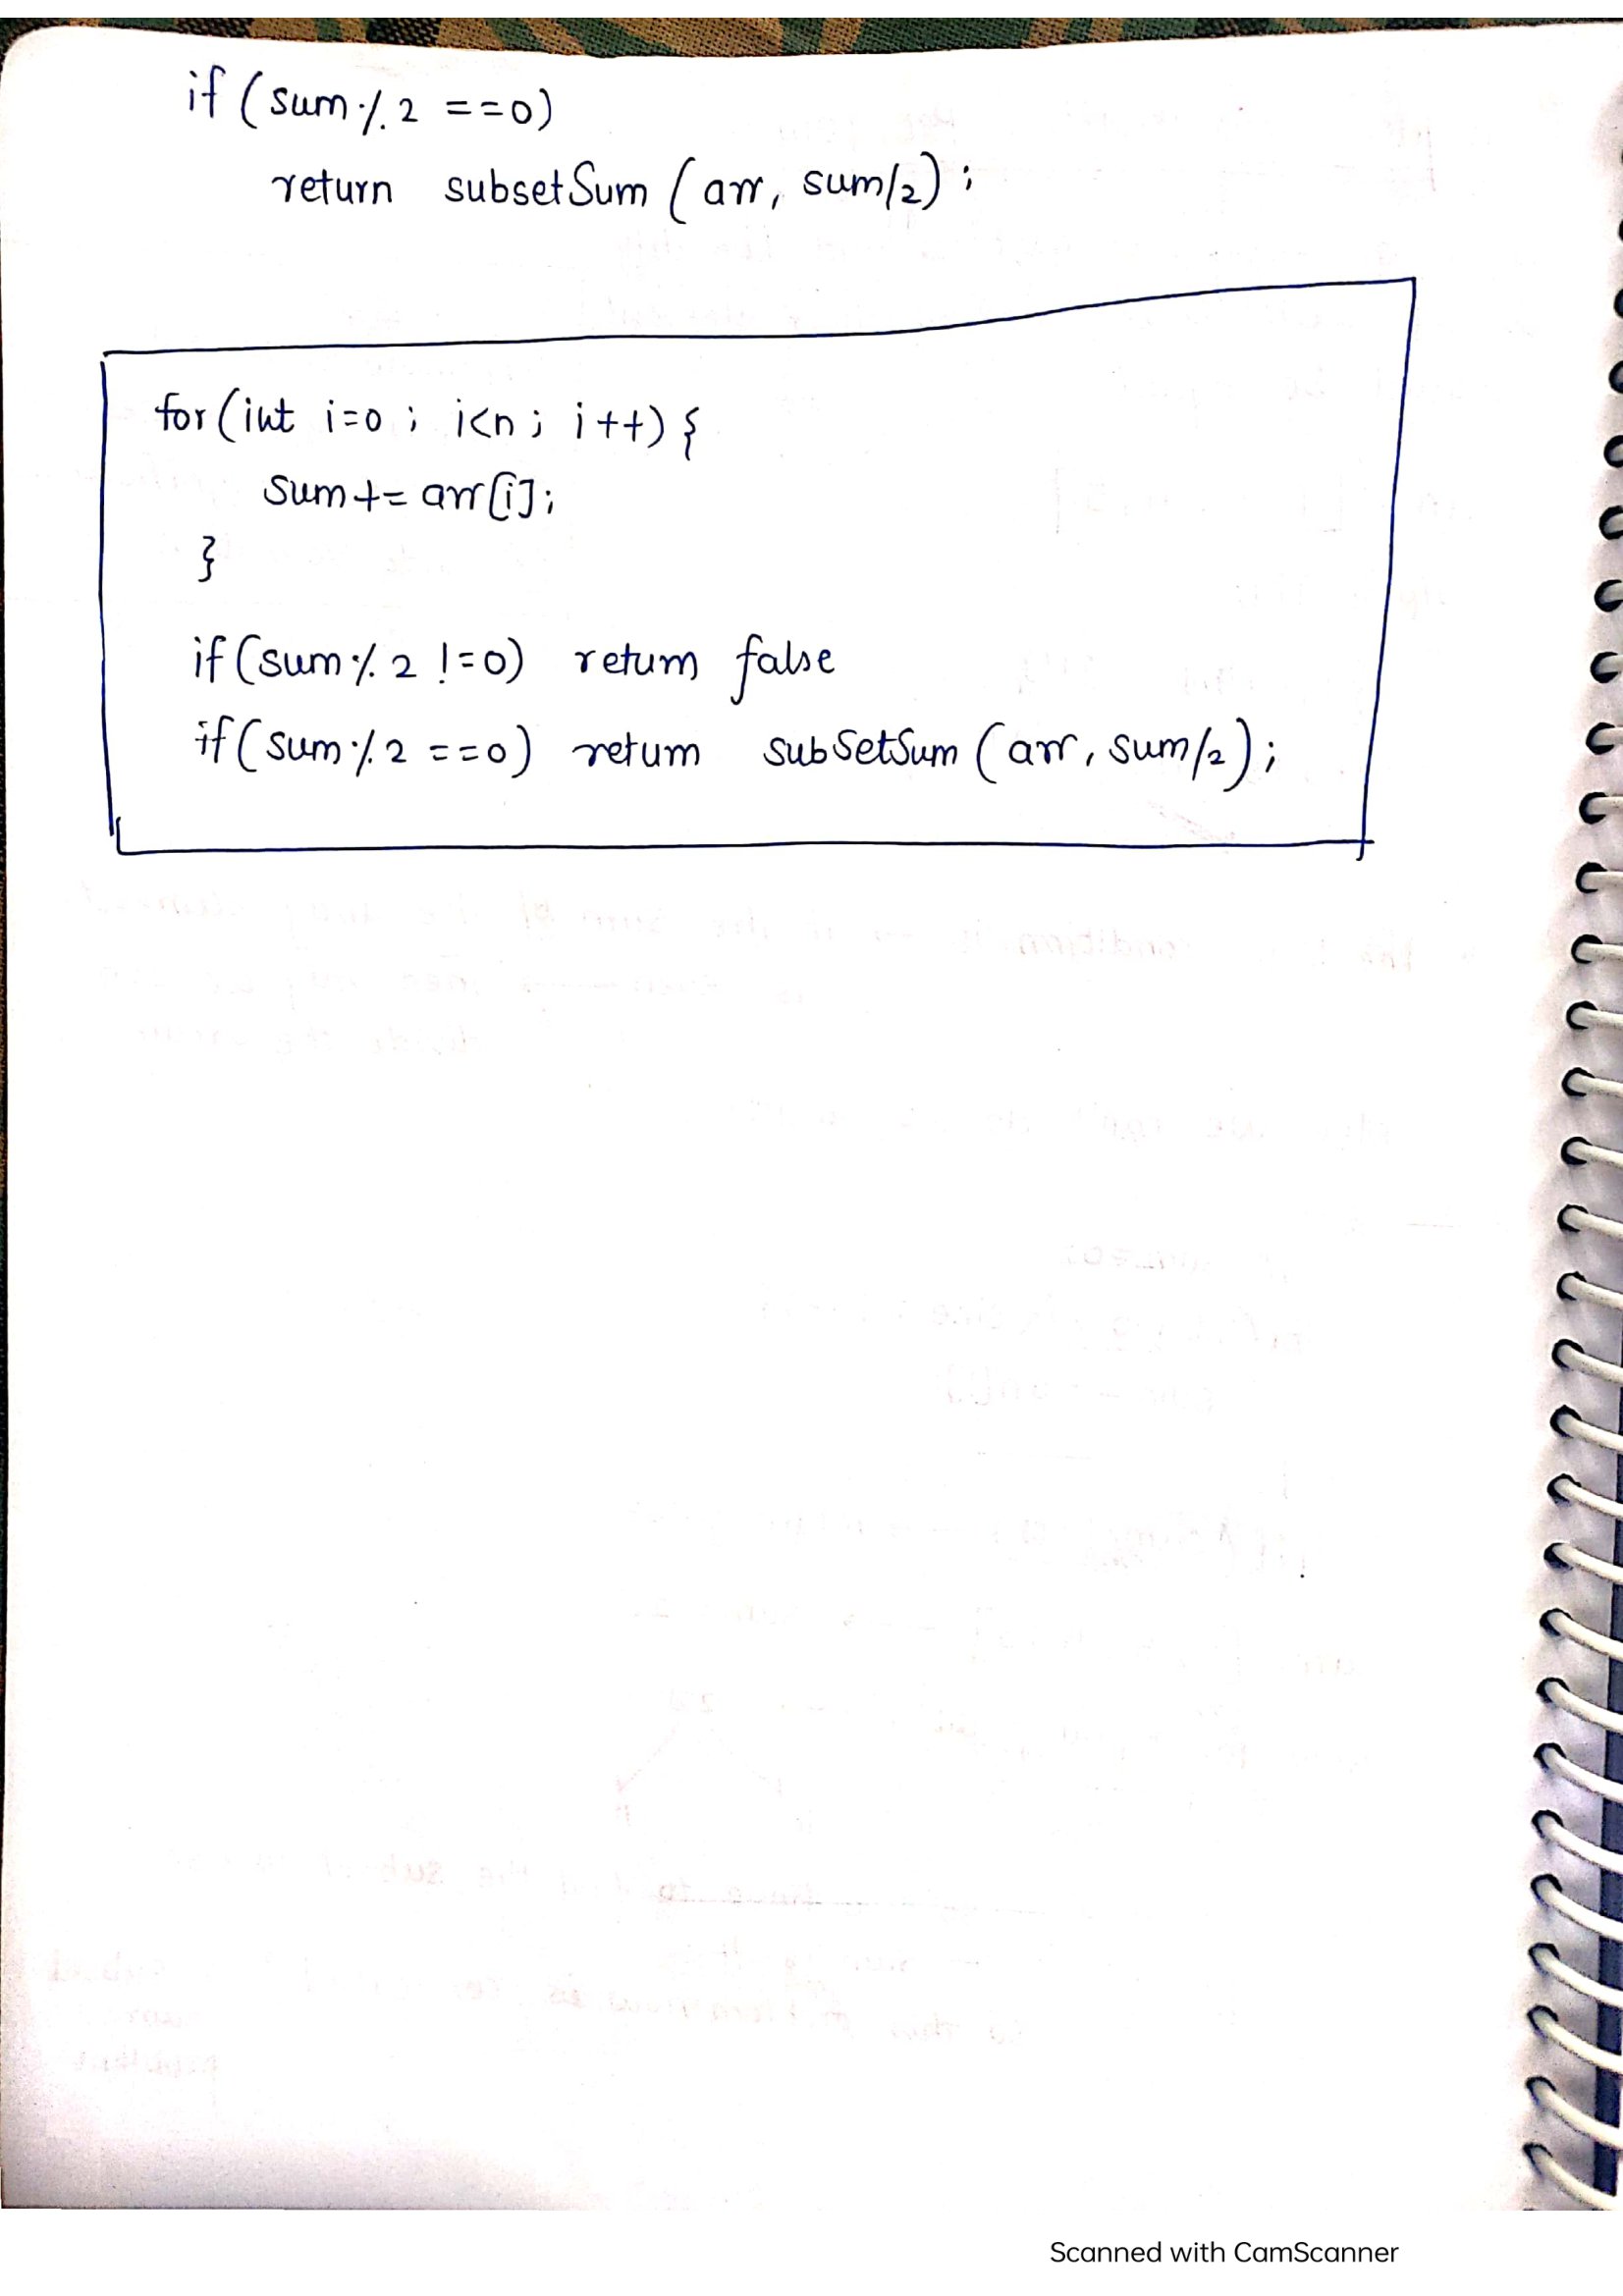 if (sum % 2 ==0)
return subsetSum (arr, sum/2);
for (int i=0; i<n; i++) {
sum += arr[i];
}
if (sum % 2 !=0) return false
if (sum % 2 ==0) return subSetSum (arr, sum/2);
Scanned with CamScanner